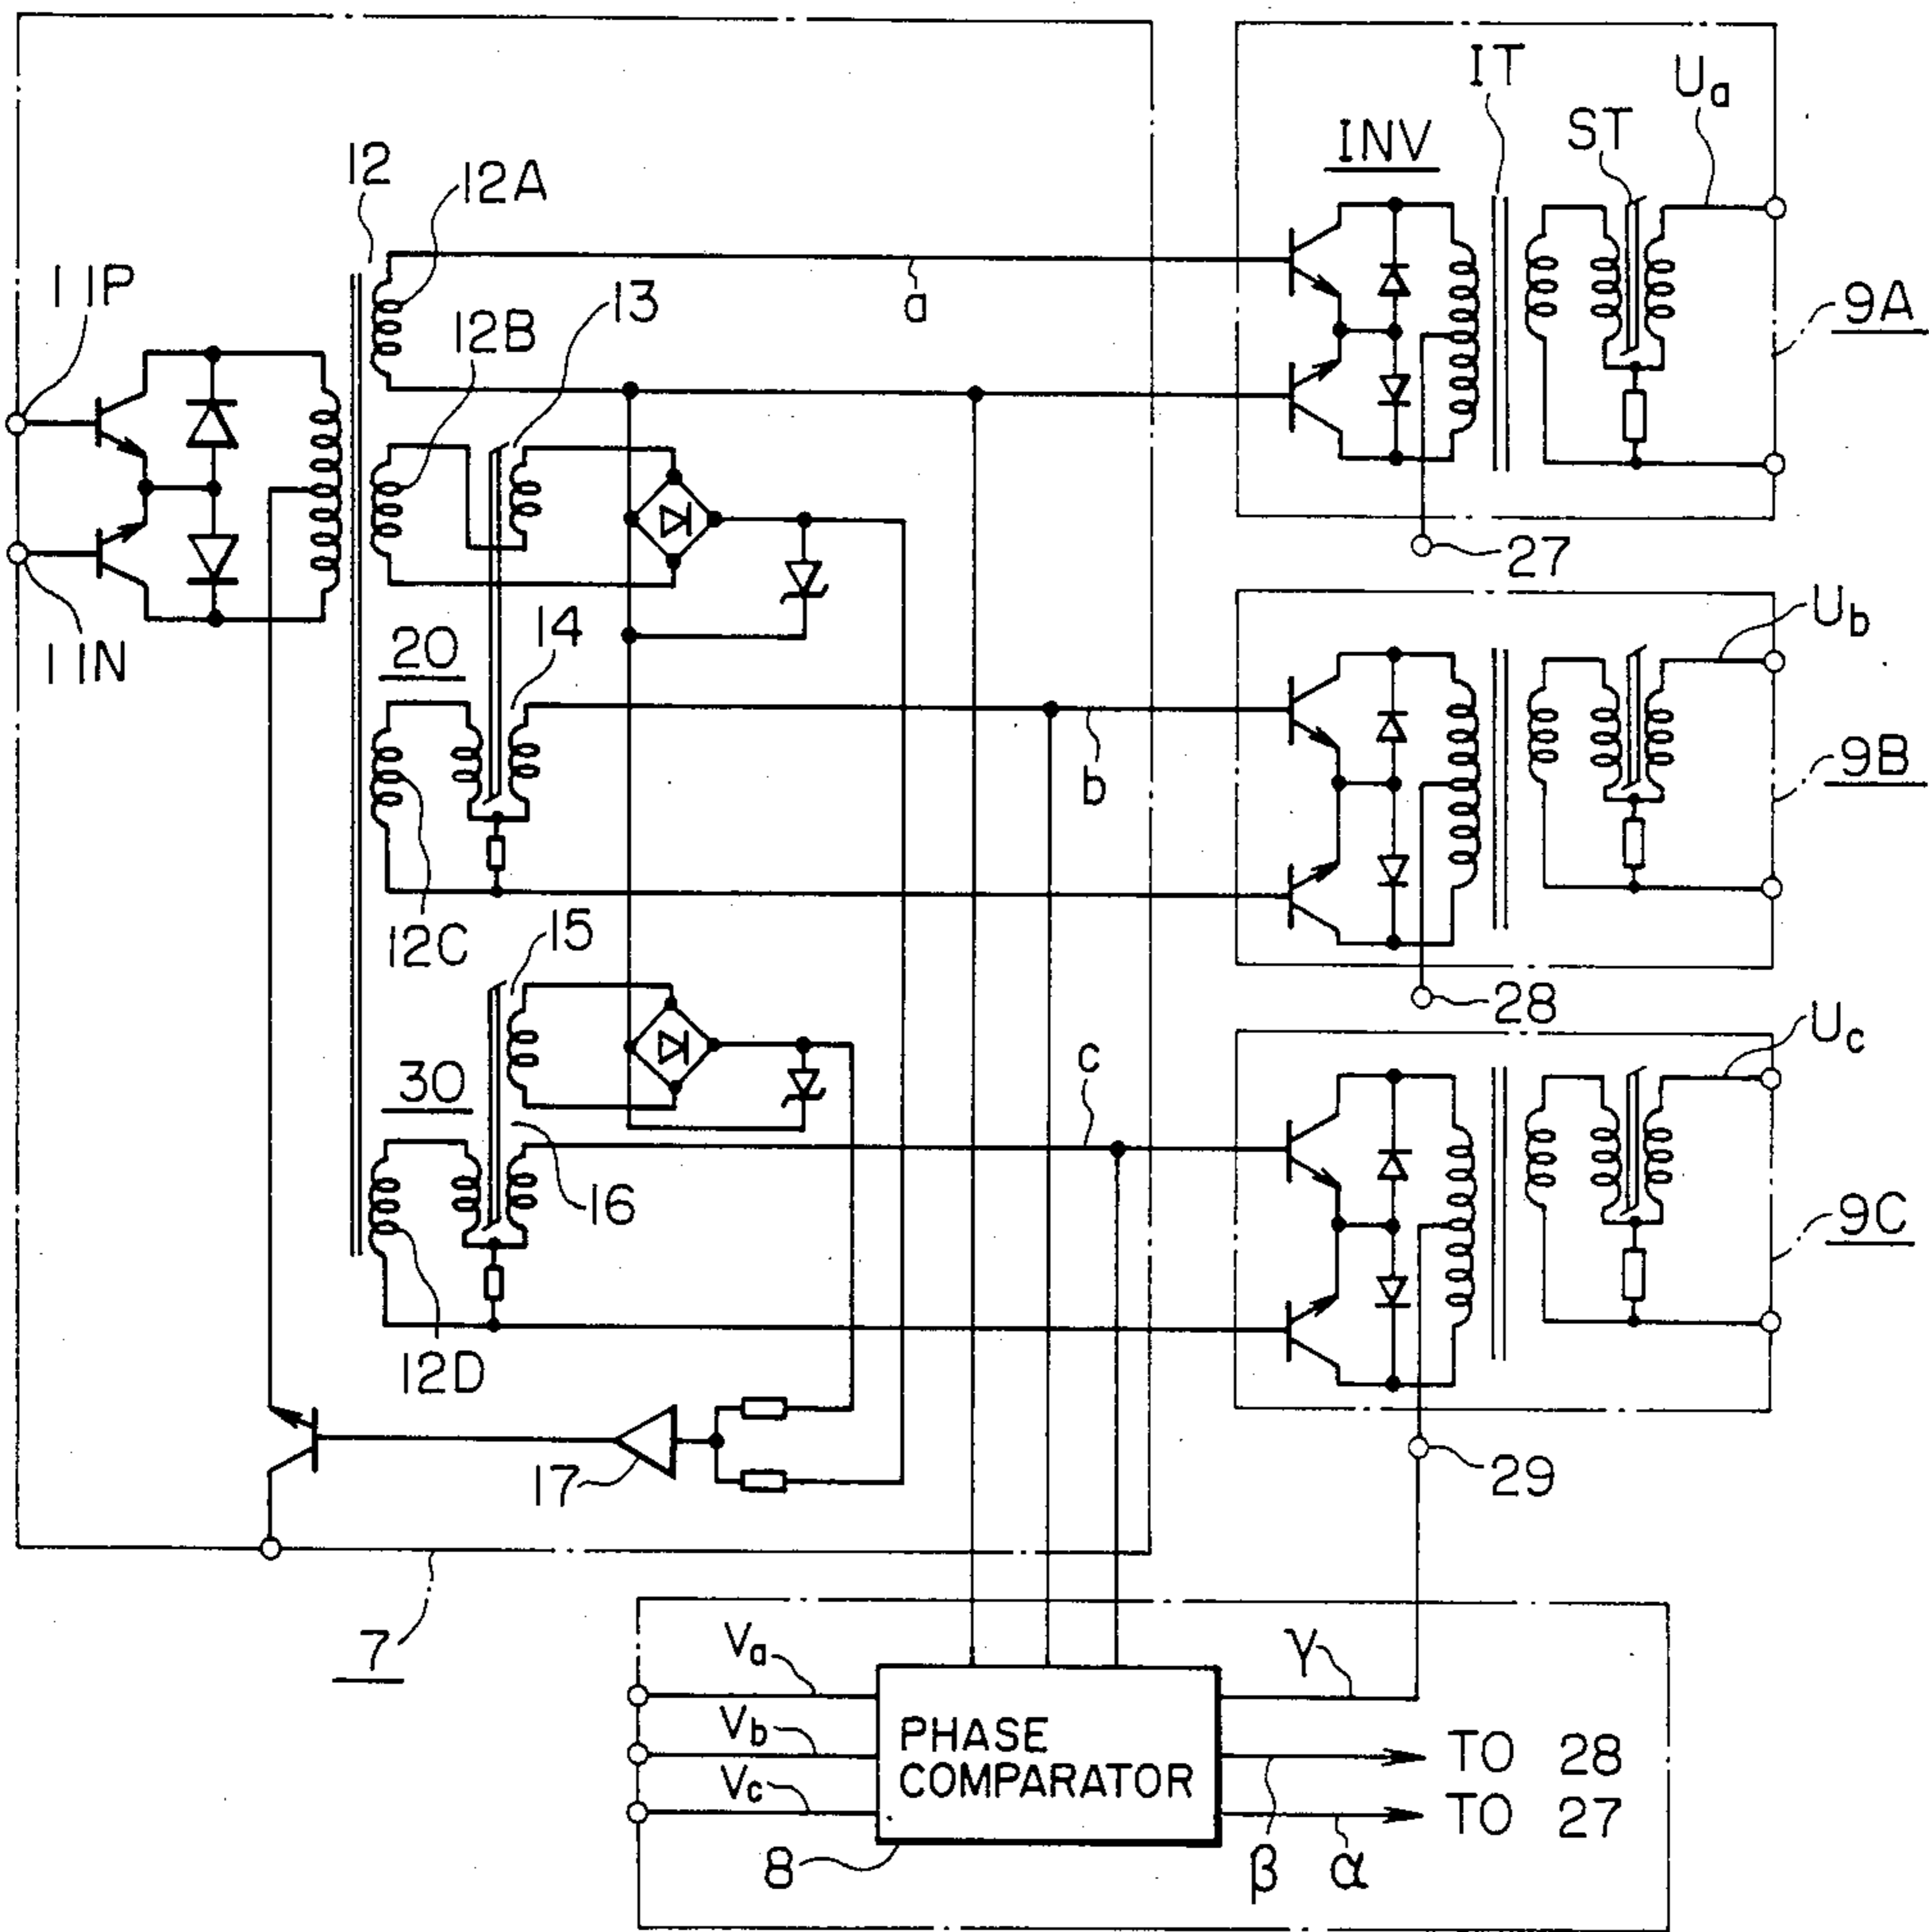 IT
Ua
INV
ST
12
12A
11P
13
a
9A
12B
27
14
Ub
11N
20
b
9B
12C
15
28
Uc
30
c
16
9C
12D
17
29
7
Va
γ
Vb
PHASE
COMPARATOR
TO 28
Vc
TO 27
8
β
α